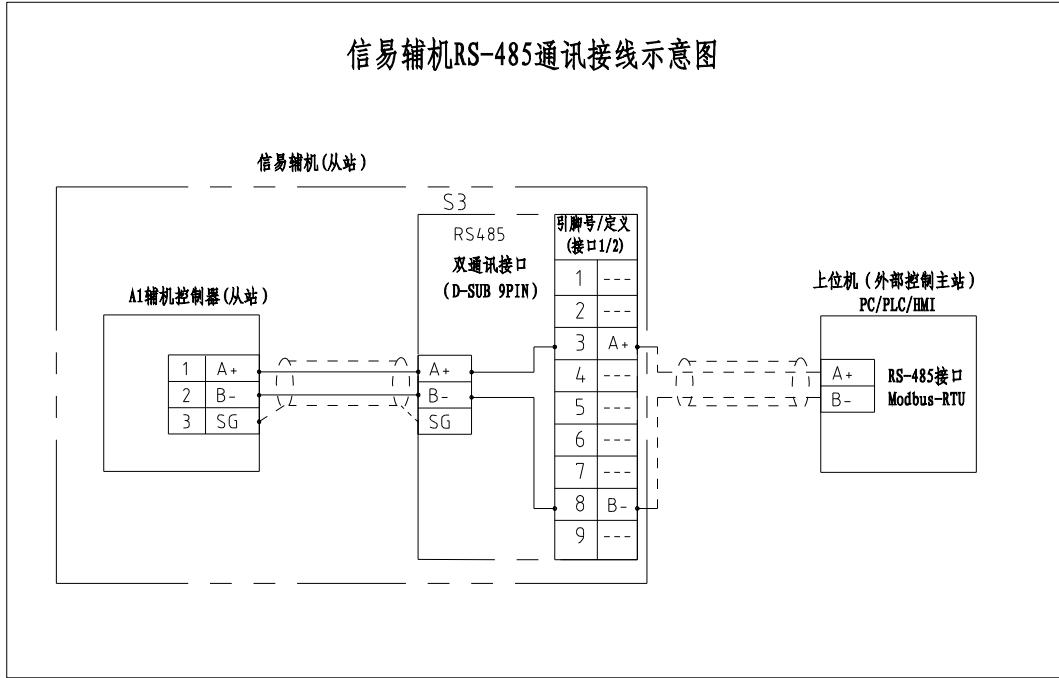 信易辅机RS-485通讯接线示意图
信易辅机(从站)
S3
RS485
双通讯接口
(D-SUB 9PIN)
引脚号/定义
(接口1/2)
1 ---
2 ---
3 A+
4 ---
5 ---
6 ---
7 ---
8 B-
9 ---
A1辅机控制器(从站)
1 A+
2 B-
3 SG
A+
B-
SG
上位机(外部控制主站)
PC/PLC/HMI
A+
B-
RS-485接口
Modbus-RTU